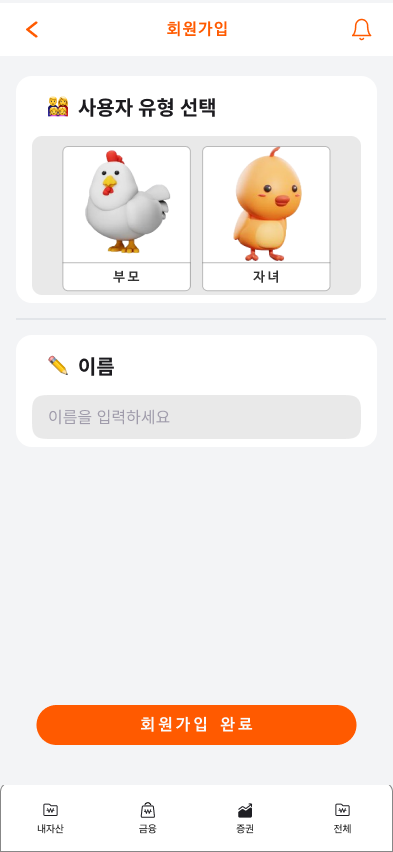 회원가입
사용자 유형 선택
부모
자녀
이름
이름을 입력하세요
회원가입 완료
내자산
금융
증권
전체